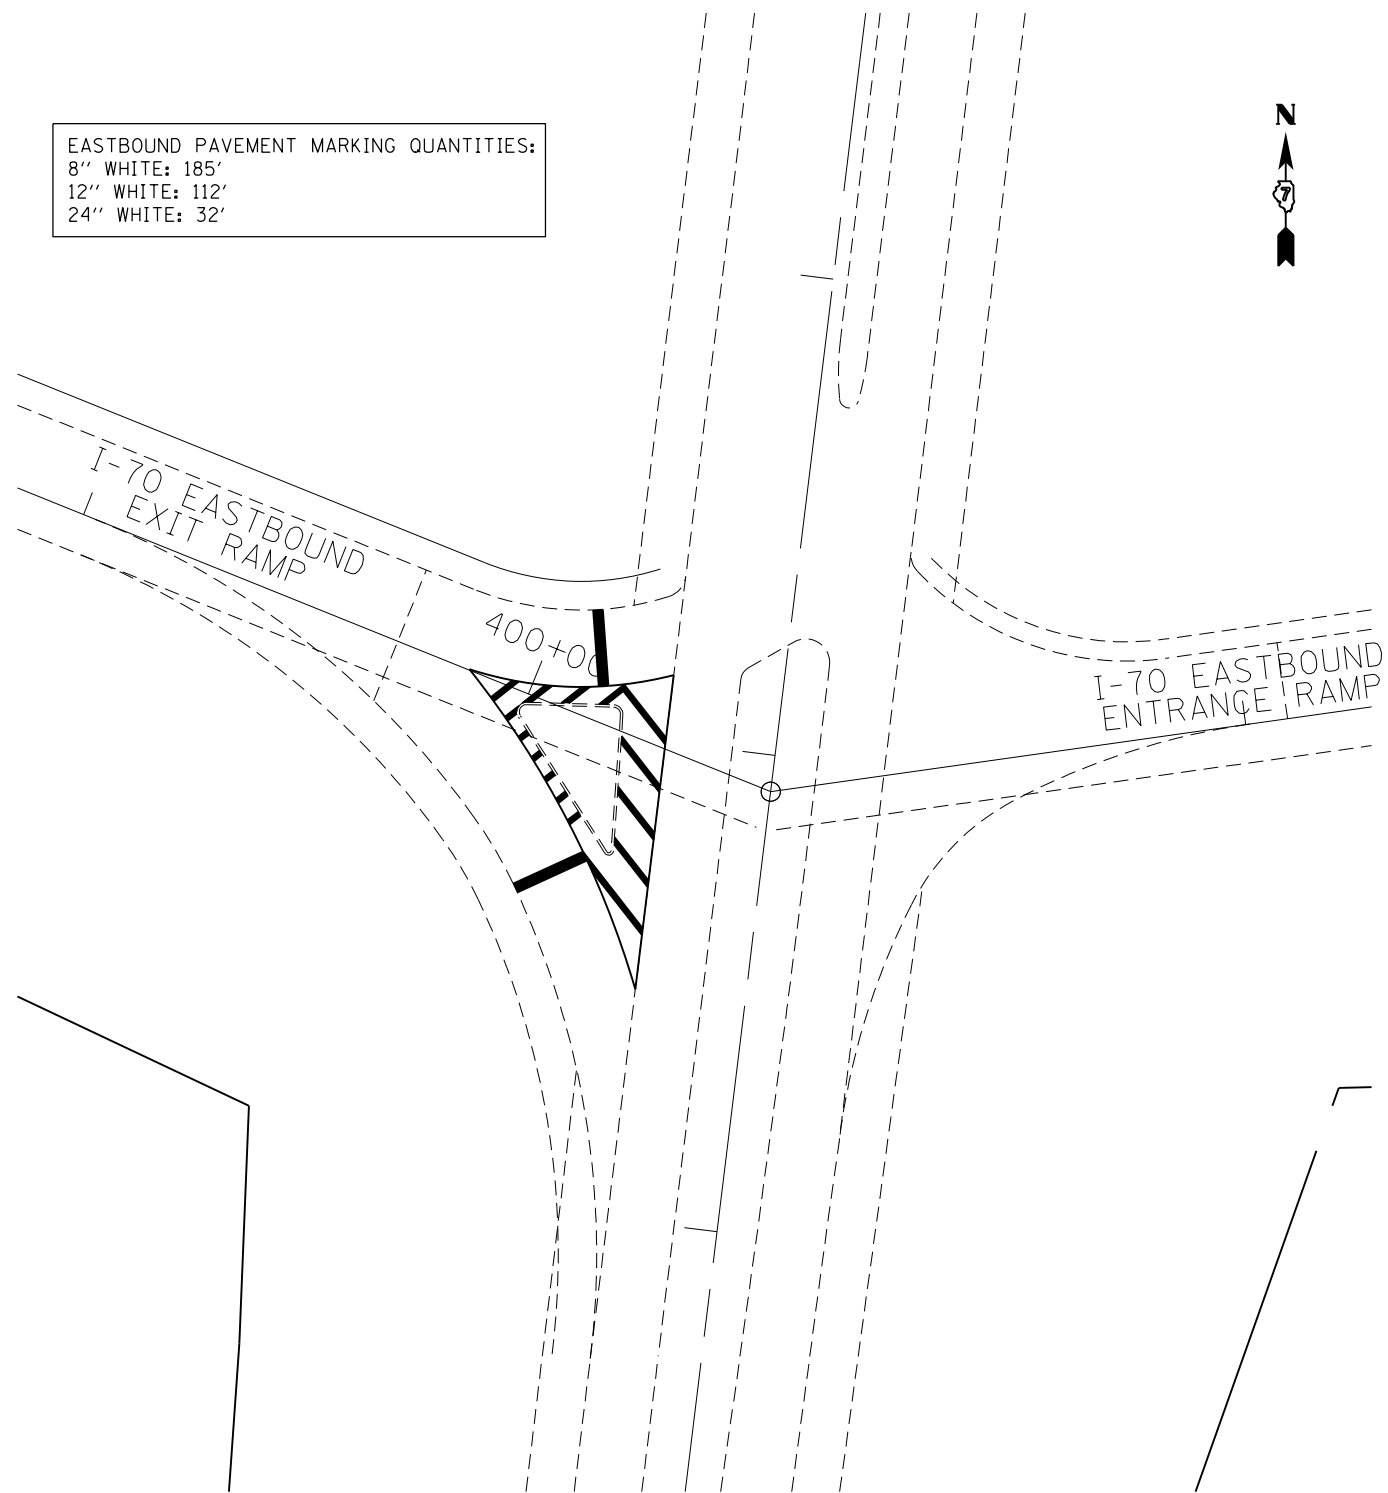 N
EASTBOUND PAVEMENT MARKING QUANTITIES:
8'' WHITE: 185'
12'' WHITE: 112'
24'' WHITE: 32'
7
I-70 EASTBOUND
EXIT RAMP
400+00
I-70 EASTBOUND
ENTRANCE RAMP